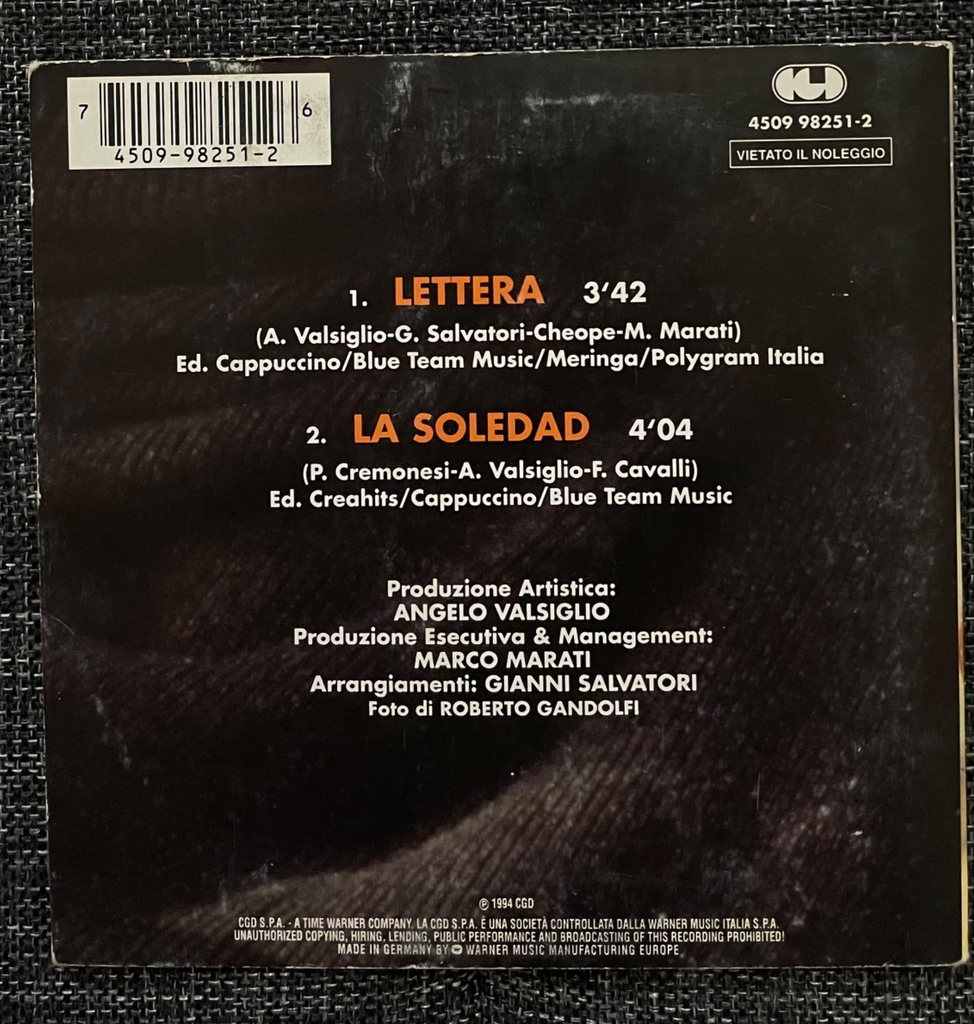 7 6
4509-98251-2
4509 98251-2
VIETATO IL NOLEGGIO
1. LETTERA 3'42
(A. Valsiglio-G. Salvatori-Cheope-M. Marati)
Ed. Cappuccino/Blue Team Music/Meringa/Polygram Italia
2. LA SOLEDAD 4'04
(P. Cremonesi-A. Valsiglio-F. Cavalli)
Ed. Creahits/Cappuccino/Blue Team Music
Produzione Artistica:
ANGELO VALSIGLIO
Produzione Esecutiva & Management:
MARCO MARATI
Arrangiamenti: GIANNI SALVATORI
Foto di ROBERTO GANDOLFI
℗ 1994 CGD
CGD S.P.A. - A TIME WARNER COMPANY. LA CGD S.P.A. É UNA SOCIETÀ CONTROLLATA DALLA WARNER MUSIC ITALIA S.P.A.
UNAUTHORIZED COPYING, HIRING, LENDING, PUBLIC PERFORMANCE AND BROADCASTING OF THIS RECORDING PROHIBITED!
MADE IN GERMANY BY WARNER MUSIC MANUFACTURING EUROPE